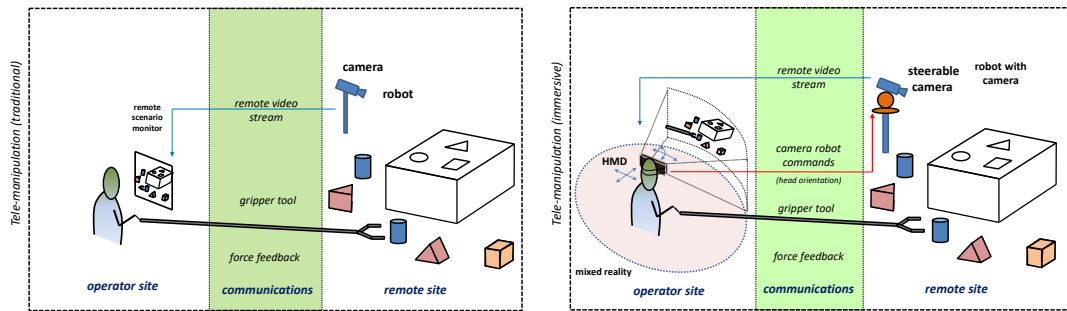 Tele-manipulation (traditional)
camera
robot
remote
scenario
monitor
remote video
stream
gripper tool
force feedback
operator site
communications
remote site
Tele-manipulation (immersive)
steerable
camera
robot with
camera
remote video
stream
HMD
camera robot
commands
(head orientation)
gripper tool
force feedback
mixed reality
operator site
communications
remote site